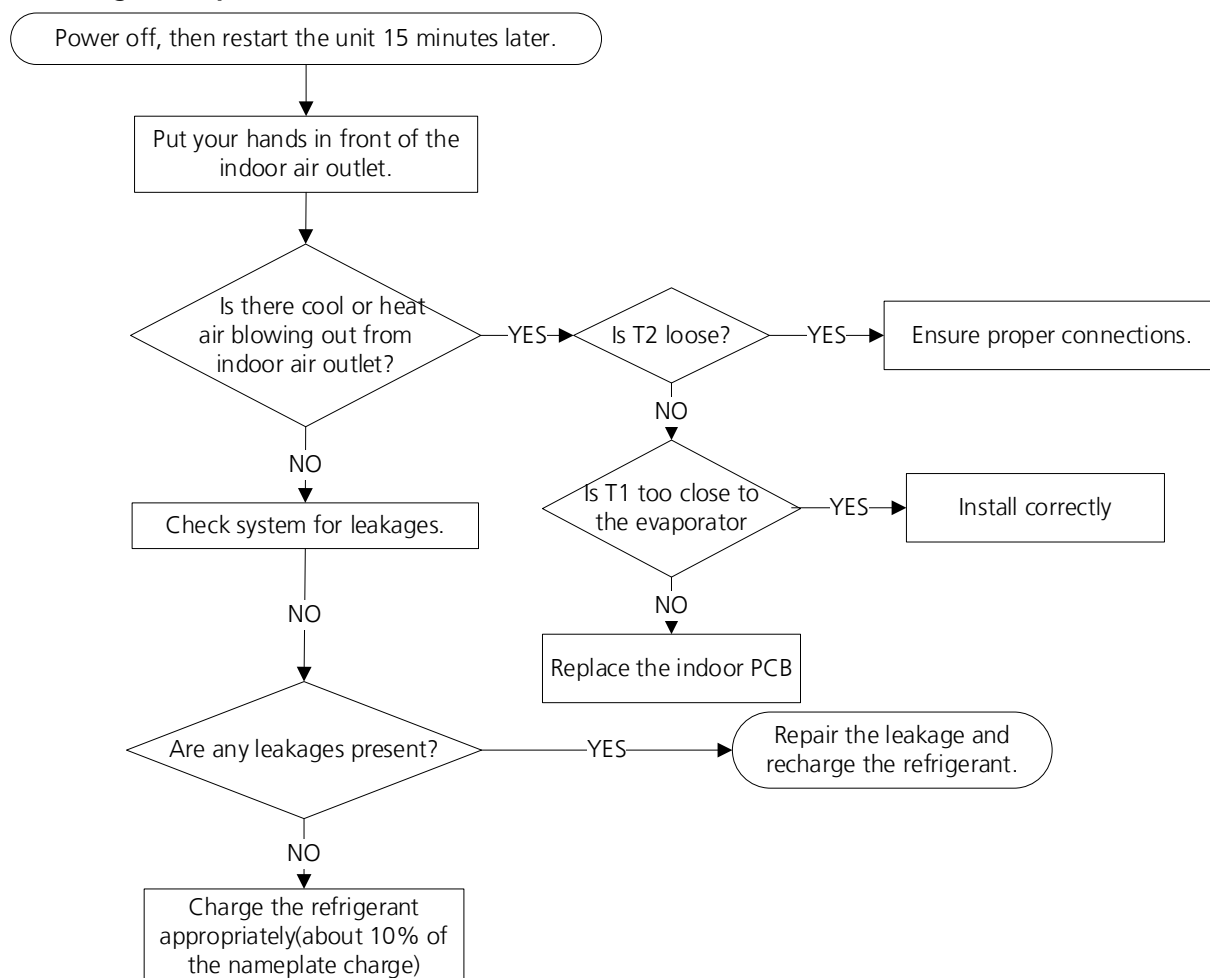 Power off, then restart the unit 15 minutes later.
Put your hands in front of the
indoor air outlet.
Is there cool or heat
air blowing out from
indoor air outlet?
YES
Is T2 loose?
YES
Ensure proper connections.
NO
NO
Is T1 too close to
the evaporator
YES
Install correctly
Check system for leakages.
NO
NO
Replace the indoor PCB
Are any leakages present?
YES
Repair the leakage and
recharge the refrigerant.
NO
Charge the refrigerant
appropriately(about 10% of
the nameplate charge)